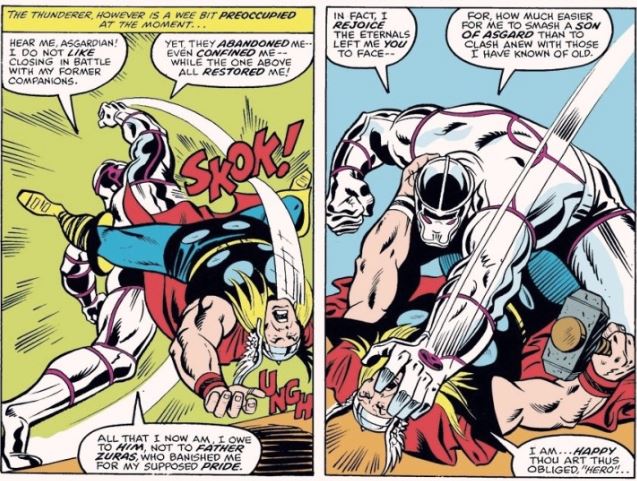 THE THUNDERER, HOWEVER IS A WEE BIT PREOCCUPIED
AT THE MOMENT...
HEAR ME, ASGARDIAN!
I DO NOT LIKE
CLOSING IN BATTLE
WITH MY FORMER
COMPANIONS.
YET, THEY ABANDONED ME--
EVEN CONFINED ME--
WHILE THE ONE ABOVE
ALL RESTORED ME!
SKOK!
UNGH
ALL THAT I NOW AM, I OWE
TO HIM, NOT TO FATHER
ZURAS, WHO BANISHED ME
FOR MY SUPPOSED PRIDE.
IN FACT, I
REJOICE
THE ETERNALS
LEFT ME YOU
TO FACE--
FOR, HOW MUCH EASIER
FOR ME TO SMASH A SON
OF ASGARD THAN TO
CLASH ANEW WITH THOSE
I HAVE KNOWN OF OLD.
I AM...HAPPY
THOU ART THUS
OBLIGED, "HERO"..